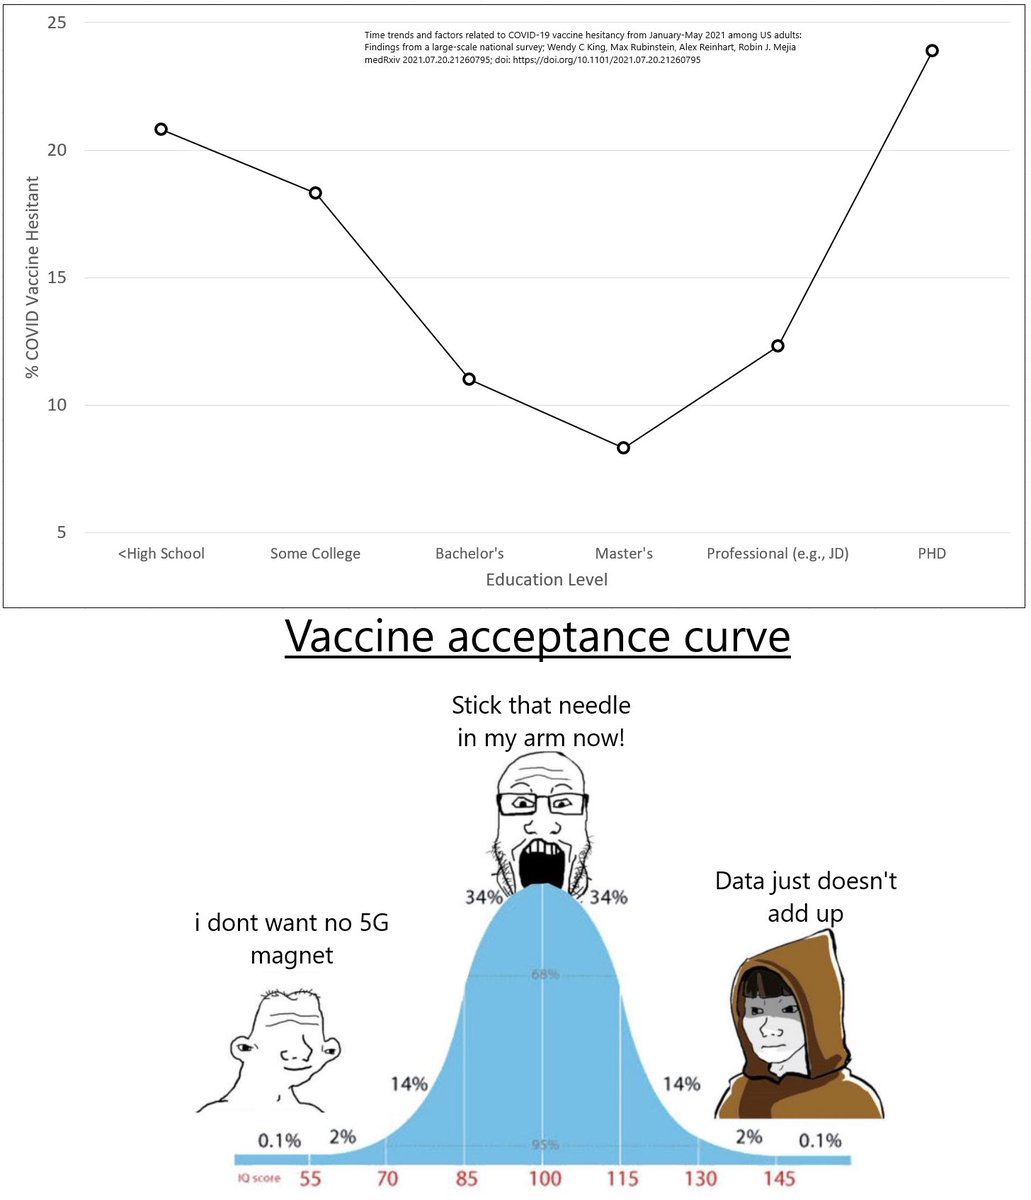 25
Time trends and factors related to COVID-19 vaccine hesitancy from January-May 2021 among US adults:
Findings from a large-scale national survey; Wendy C King, Max Rubinstein, Alex Reinhart, Robin J. Mejia
medRxiv 2021.07.20.21260795; doi: https://doi.org/10.1101/2021.07.20.21260795
20
15
10
5
% COVID Vaccine Hesitant
<High School Some College Bachelor's Master's Professional (e.g., JD) PHD
Education Level
Vaccine acceptance curve
Stick that needle
in my arm now!
Data just doesn't
add up
34% 34%
i dont want no 5G
magnet
68%
14% 14%
0.1% 2% 95% 2% 0.1%
IQ score 55 70 85 100 115 130 145